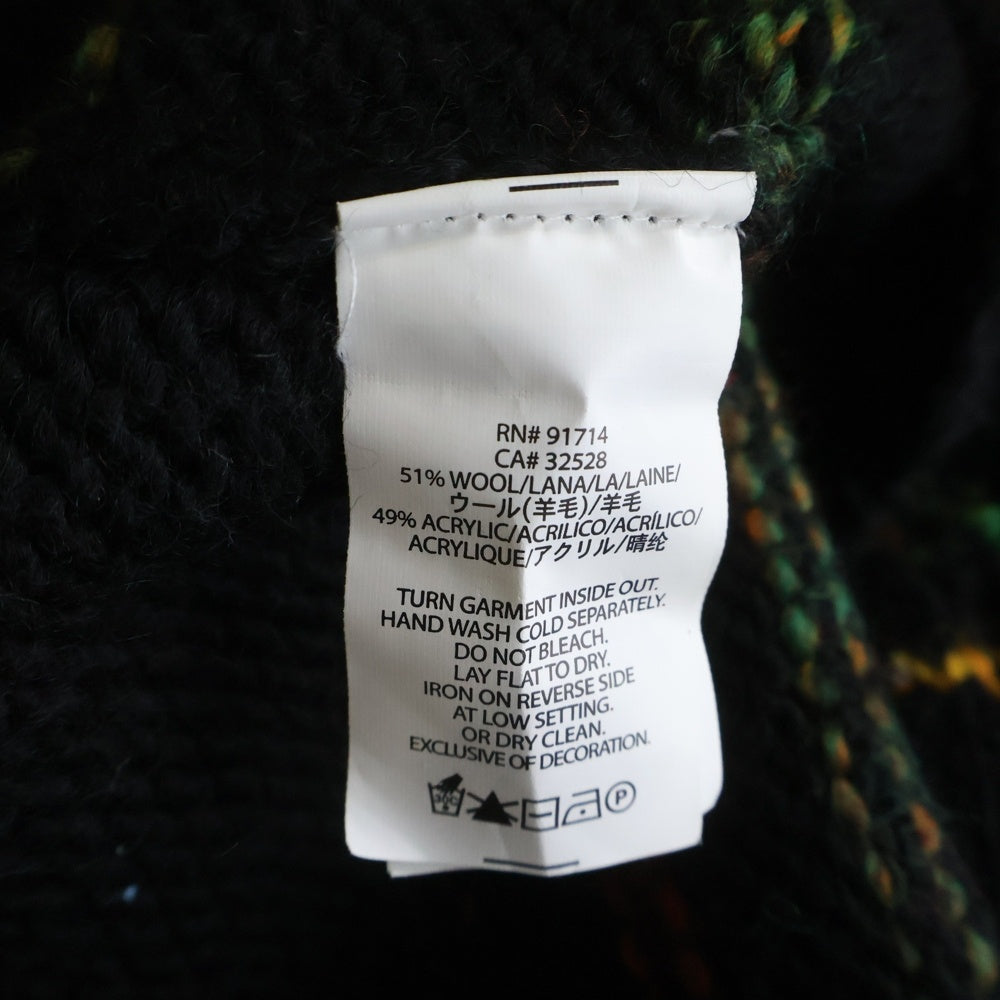 RN# 91714
CA# 32528
51% WOOL/LANA/LA/LAINE/
ウール(羊毛)/羊毛
49% ACRYLIC/ACRILICO/ACRÍLICO/
ACRYLIQUE/アクリル/晴纶
TURN GARMENT INSIDE OUT.
HAND WASH COLD SEPARATELY.
DO NOT BLEACH.
LAY FLAT TO DRY.
IRON ON REVERSE SIDE
AT LOW SETTING.
OR DRY CLEAN.
EXCLUSIVE OF DECORATION.
30C P